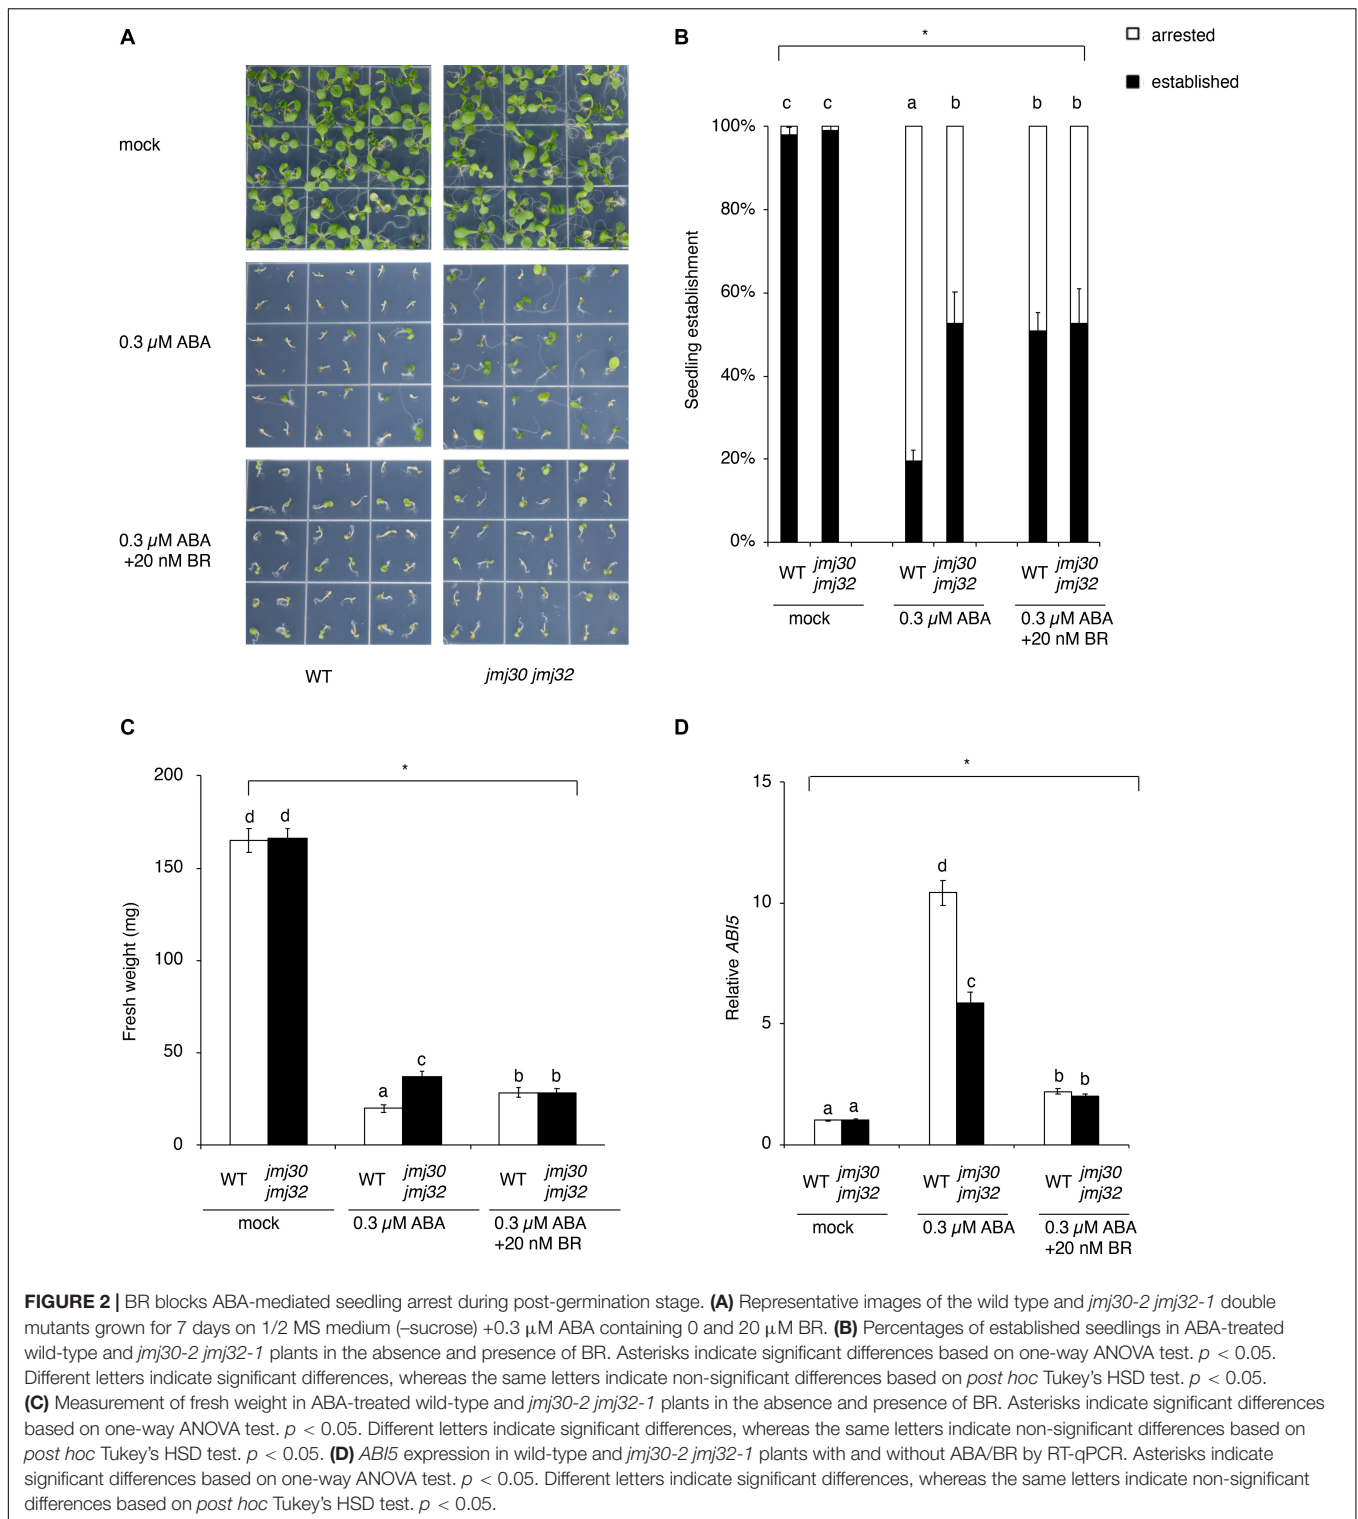 A
mock
0.3 µM ABA
0.3 µM ABA
+20 nM BR
WT
jmj30 jmj32
B
arrested
established
*
c c a b b b
100%
80%
60%
40%
20%
0%
Seedling establishment
WT jmj30 jmj32 WT jmj30 jmj32 WT jmj30 jmj32
mock
0.3 µM ABA
0.3 µM ABA
+20 nM BR
C
*
200
150
100
50
0
Fresh weight (mg)
d d a c b b
WT jmj30 jmj32 WT jmj30 jmj32 WT jmj30 jmj32
mock
0.3 µM ABA
0.3 µM ABA
+20 nM BR
D
*
15
10
5
0
Relative ABI5
a a d c b b
WT jmj30 jmj32 WT jmj30 jmj32 WT jmj30 jmj32
mock
0.3 µM ABA
0.3 µM ABA
+20 nM BR
FIGURE 2 | BR blocks ABA-mediated seedling arrest during post-germination stage. (A) Representative images of the wild type and jmj30-2 jmj32-1 double
mutants grown for 7 days on 1/2 MS medium (–sucrose) +0.3 µM ABA containing 0 and 20 µM BR. (B) Percentages of established seedlings in ABA-treated
wild-type and jmj30-2 jmj32-1 plants in the absence and presence of BR. Asterisks indicate significant differences based on one-way ANOVA test. p < 0.05.
Different letters indicate significant differences, whereas the same letters indicate non-significant differences based on post hoc Tukey's HSD test. p < 0.05.
(C) Measurement of fresh weight in ABA-treated wild-type and jmj30-2 jmj32-1 plants in the absence and presence of BR. Asterisks indicate significant differences
based on one-way ANOVA test. p < 0.05. Different letters indicate significant differences, whereas the same letters indicate non-significant differences based on
post hoc Tukey's HSD test. p < 0.05. (D) ABI5 expression in wild-type and jmj30-2 jmj32-1 plants with and without ABA/BR by RT-qPCR. Asterisks indicate
significant differences based on one-way ANOVA test. p < 0.05. Different letters indicate significant differences, whereas the same letters indicate non-significant
differences based on post hoc Tukey's HSD test. p < 0.05.